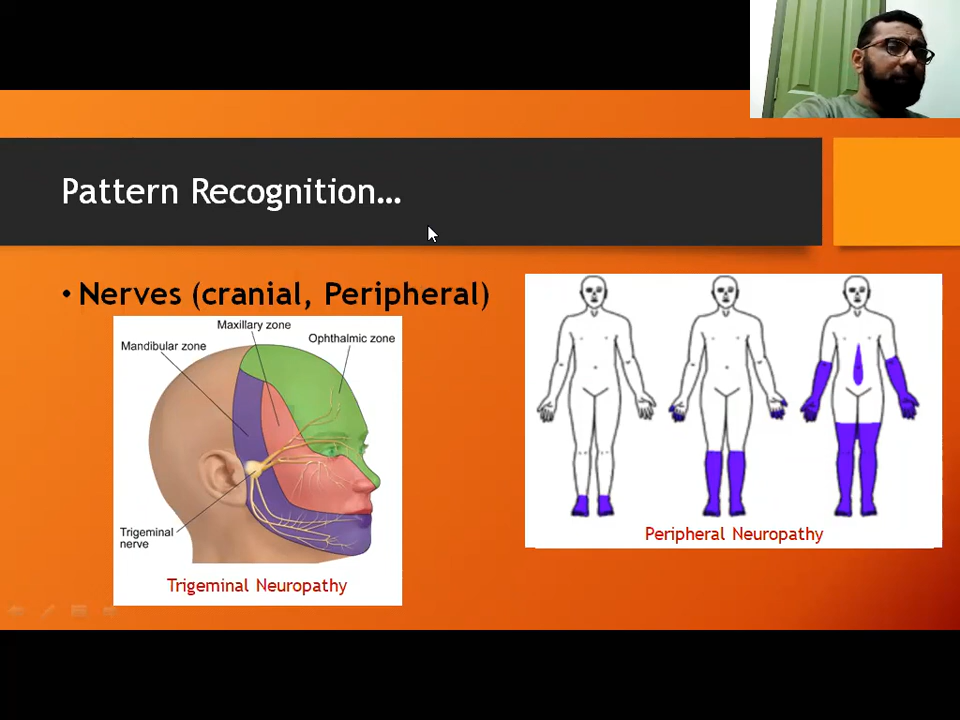 Pattern Recognition...
• Nerves (cranial, Peripheral)
Maxillary zone
Mandibular zone
Ophthalmic zone
Trigeminal
nerve
Trigeminal Neuropathy
Peripheral Neuropathy